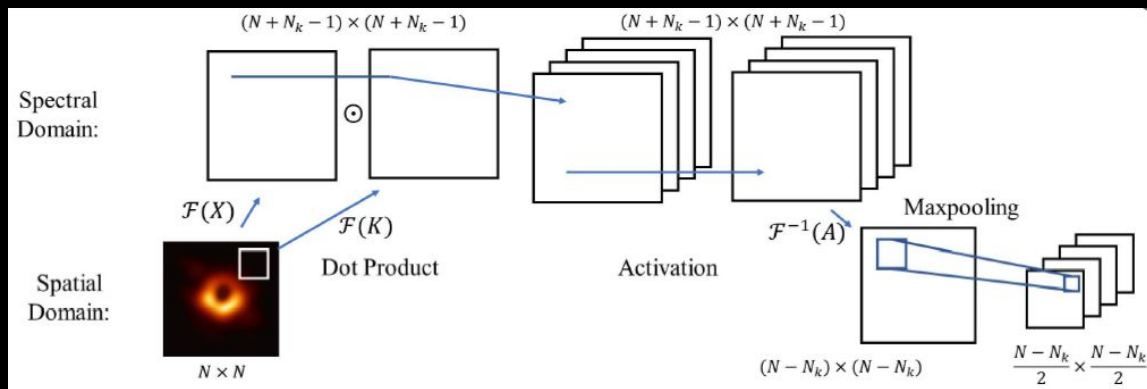 (N + N_k − 1) × (N + N_k − 1)
(N + N_k − 1) × (N + N_k − 1)
Spectral
Domain:
⊙
ℱ(X)
ℱ(K)
ℱ⁻¹(A)
Maxpooling
Dot Product
Activation
Spatial
Domain:
N × N
(N − N_k) × (N − N_k)
(N − N_k)/2 × (N − N_k)/2